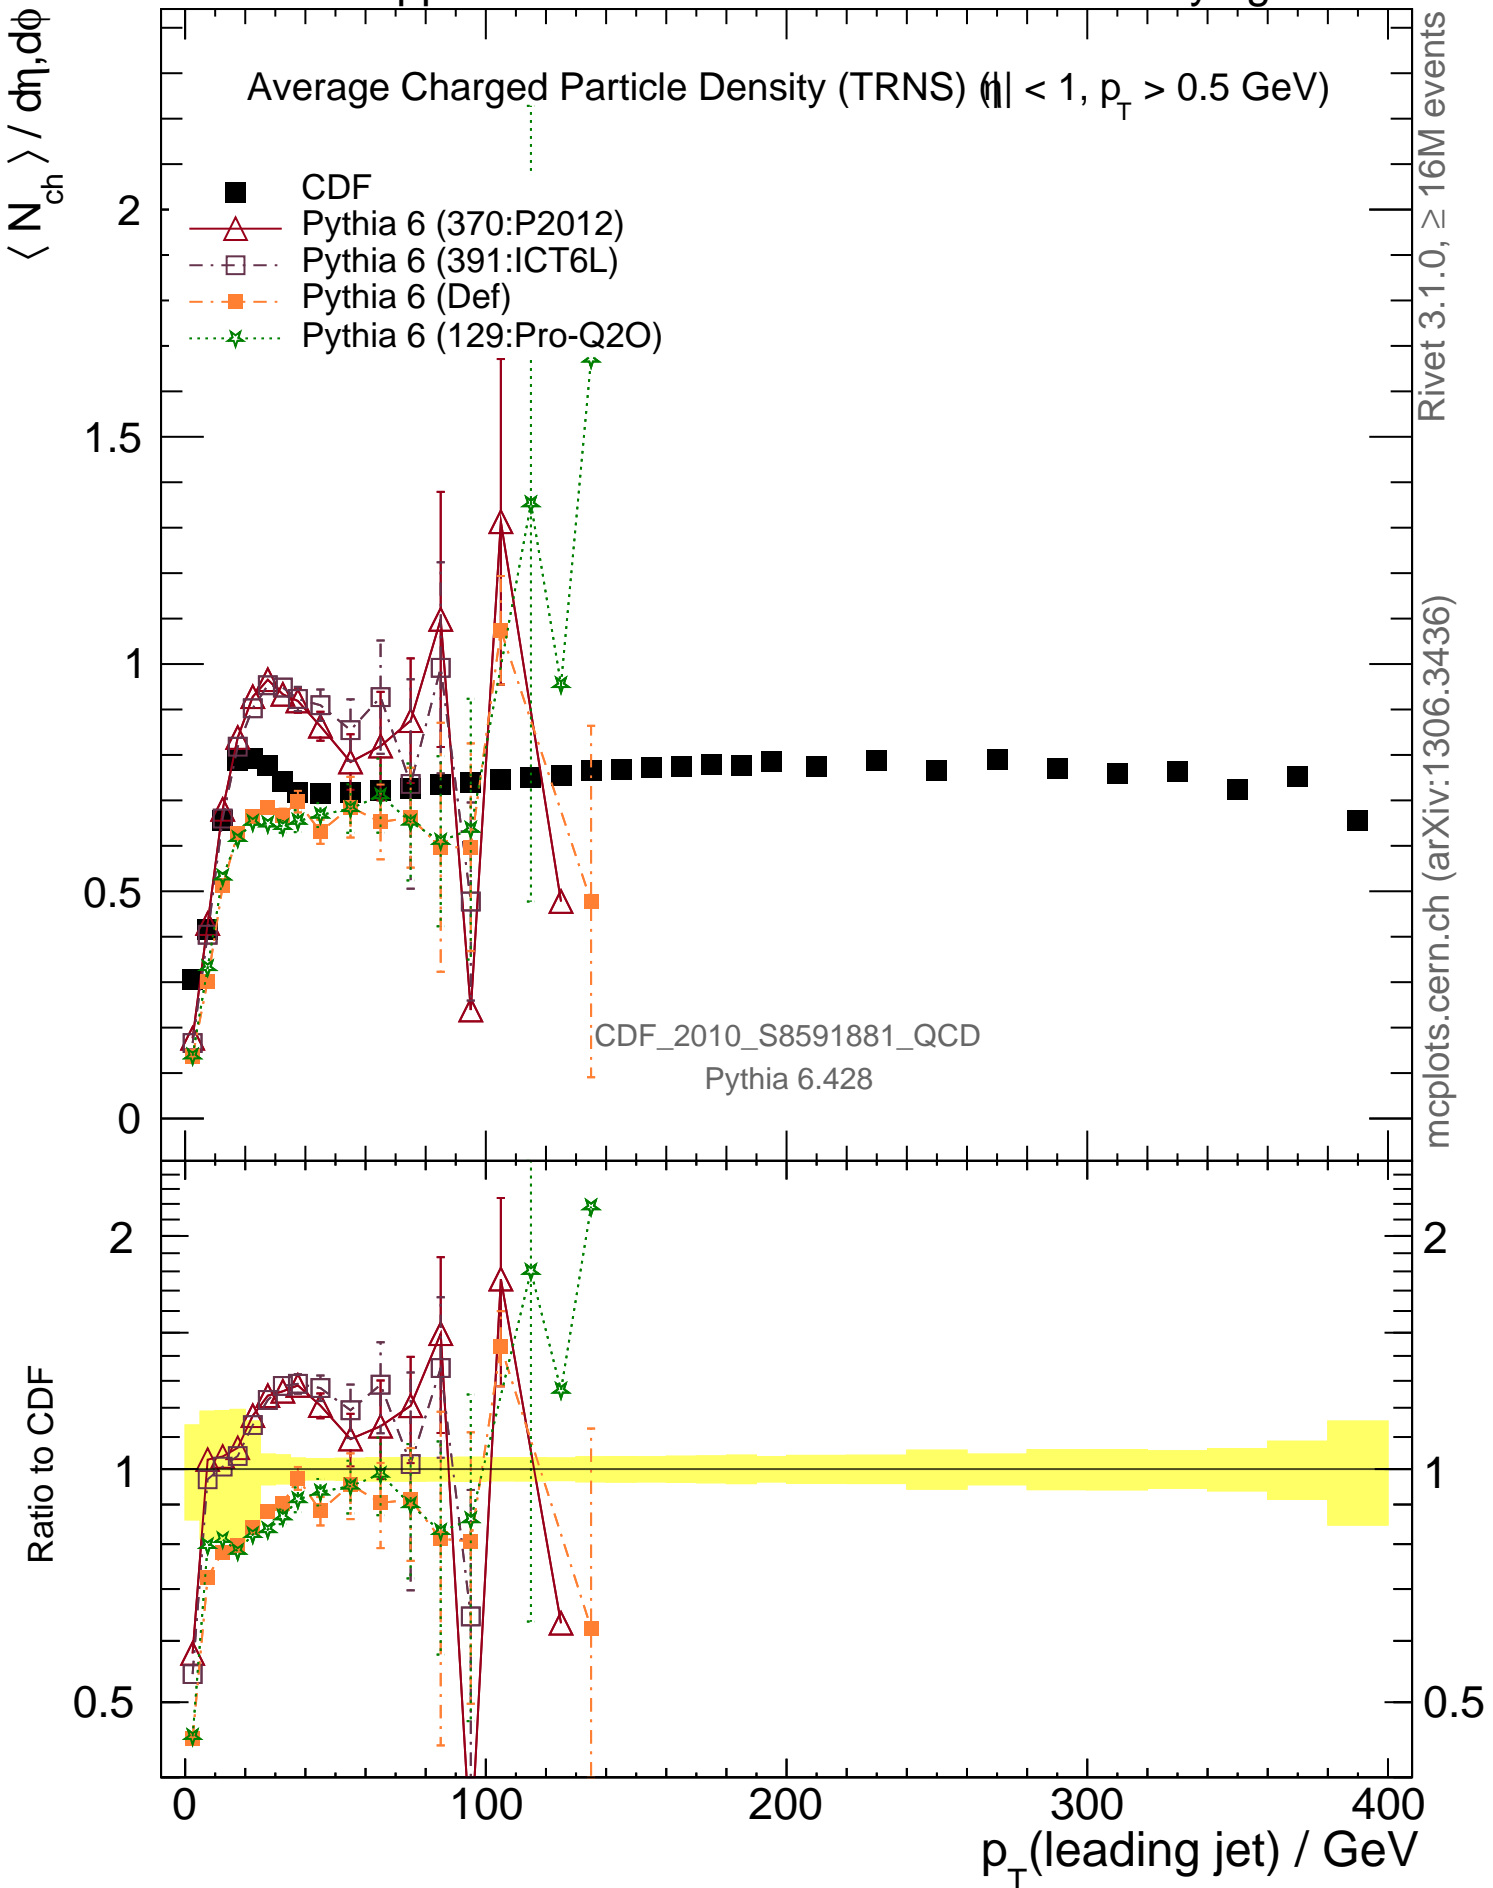 Average Charged Particle Density (TRNS) (|η| < 1, p_T > 0.5 GeV)
⟨ N_ch ⟩ / dη,dφ
CDF
Pythia 6 (370:P2012)
Pythia 6 (391:ICT6L)
Pythia 6 (Def)
Pythia 6 (129:Pro-Q2O)
2
1.5
1
0.5
0
CDF_2010_S8591881_QCD
Pythia 6.428
Rivet 3.1.0, ≥ 16M events
mcplots.cern.ch (arXiv:1306.3436)
Ratio to CDF
2
1
0.5
2
1
0.5
0
100
200
300
400
p_T(leading jet) / GeV